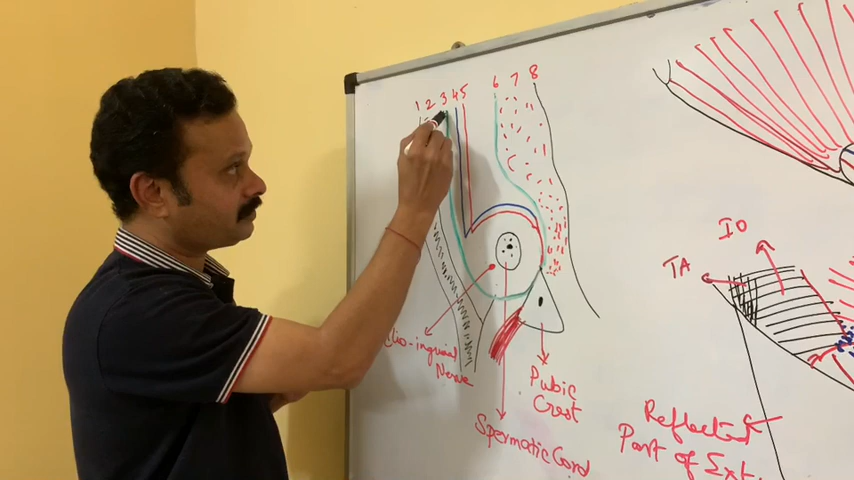 1 2 3 4 5 6 7 8
IO
TA
Ilio-inguinal
Nerve
Pubic
Crest
Spermatic Cord
Reflected
Part of Ext.